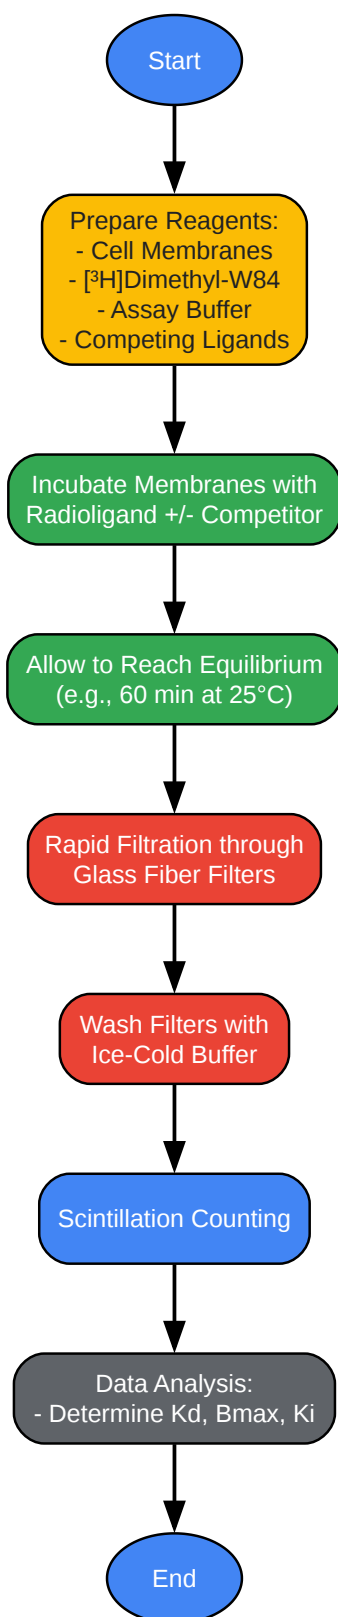 Start
Prepare Reagents:
- Cell Membranes
- [³H]Dimethyl-W84
- Assay Buffer
- Competing Ligands
Incubate Membranes with
Radioligand +/- Competitor
Allow to Reach Equilibrium
(e.g., 60 min at 25°C)
Rapid Filtration through
Glass Fiber Filters
Wash Filters with
Ice-Cold Buffer
Scintillation Counting
Data Analysis:
- Determine Kd, Bmax, Ki
End